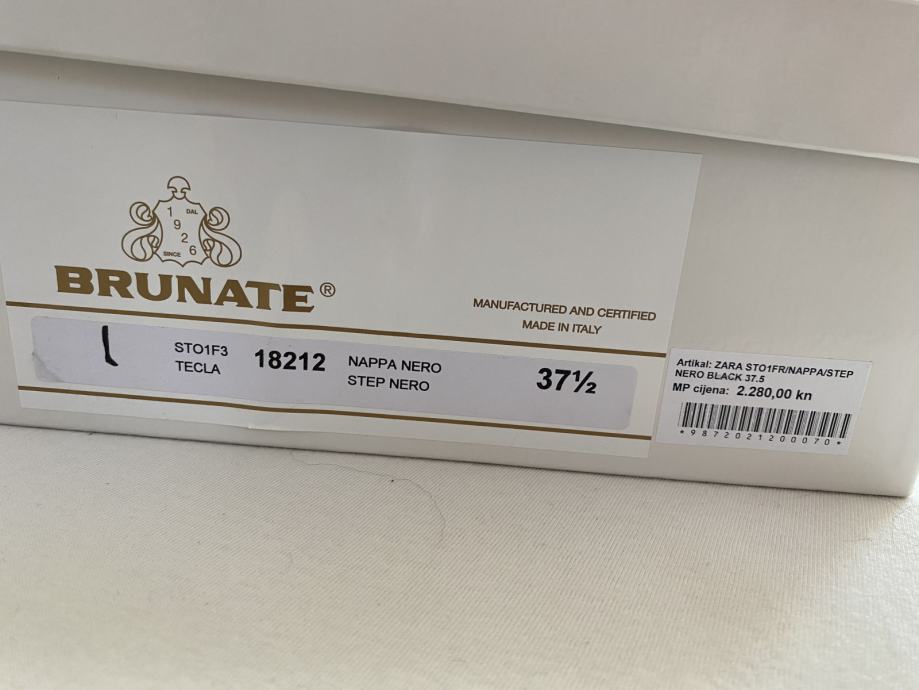 1 DAL
9
2
SINCE 6
BRUNATE®
MANUFACTURED AND CERTIFIED
MADE IN ITALY
STO1F3
TECLA
18212
NAPPA NERO
STEP NERO
37½
Artikal: ZARA STO1FR/NAPPA/STEP
NERO BLACK 37.5
MP cijena: 2.280,00 kn
*9872021200070*